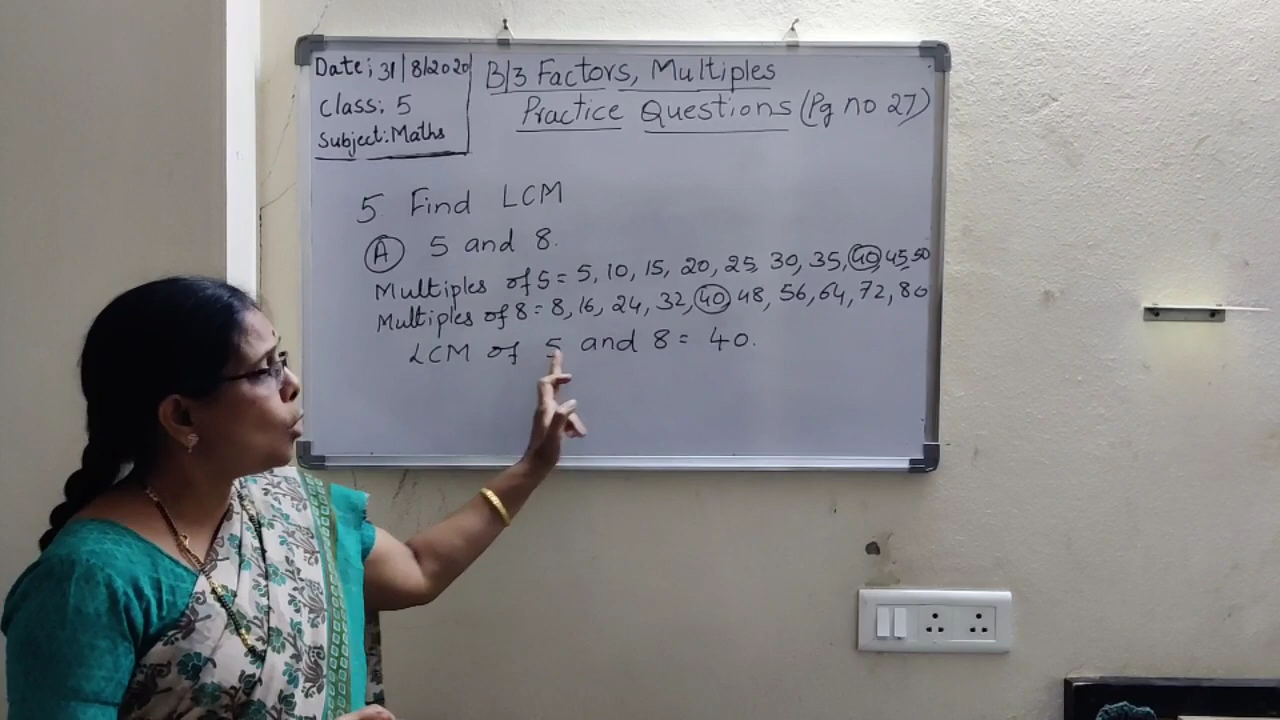 Date; 31/8/2020
Class; 5
Subject: Maths
B/3 Factors, Multiples
Practice Questions (Pg no 27)
5 Find LCM
A 5 and 8.
Multiples of 5 = 5, 10, 15, 20, 25, 30, 35, 40, 45, 50
Multiples of 8 = 8, 16, 24, 32, 40, 48, 56, 64, 72, 80
LCM of 5 and 8 = 40.